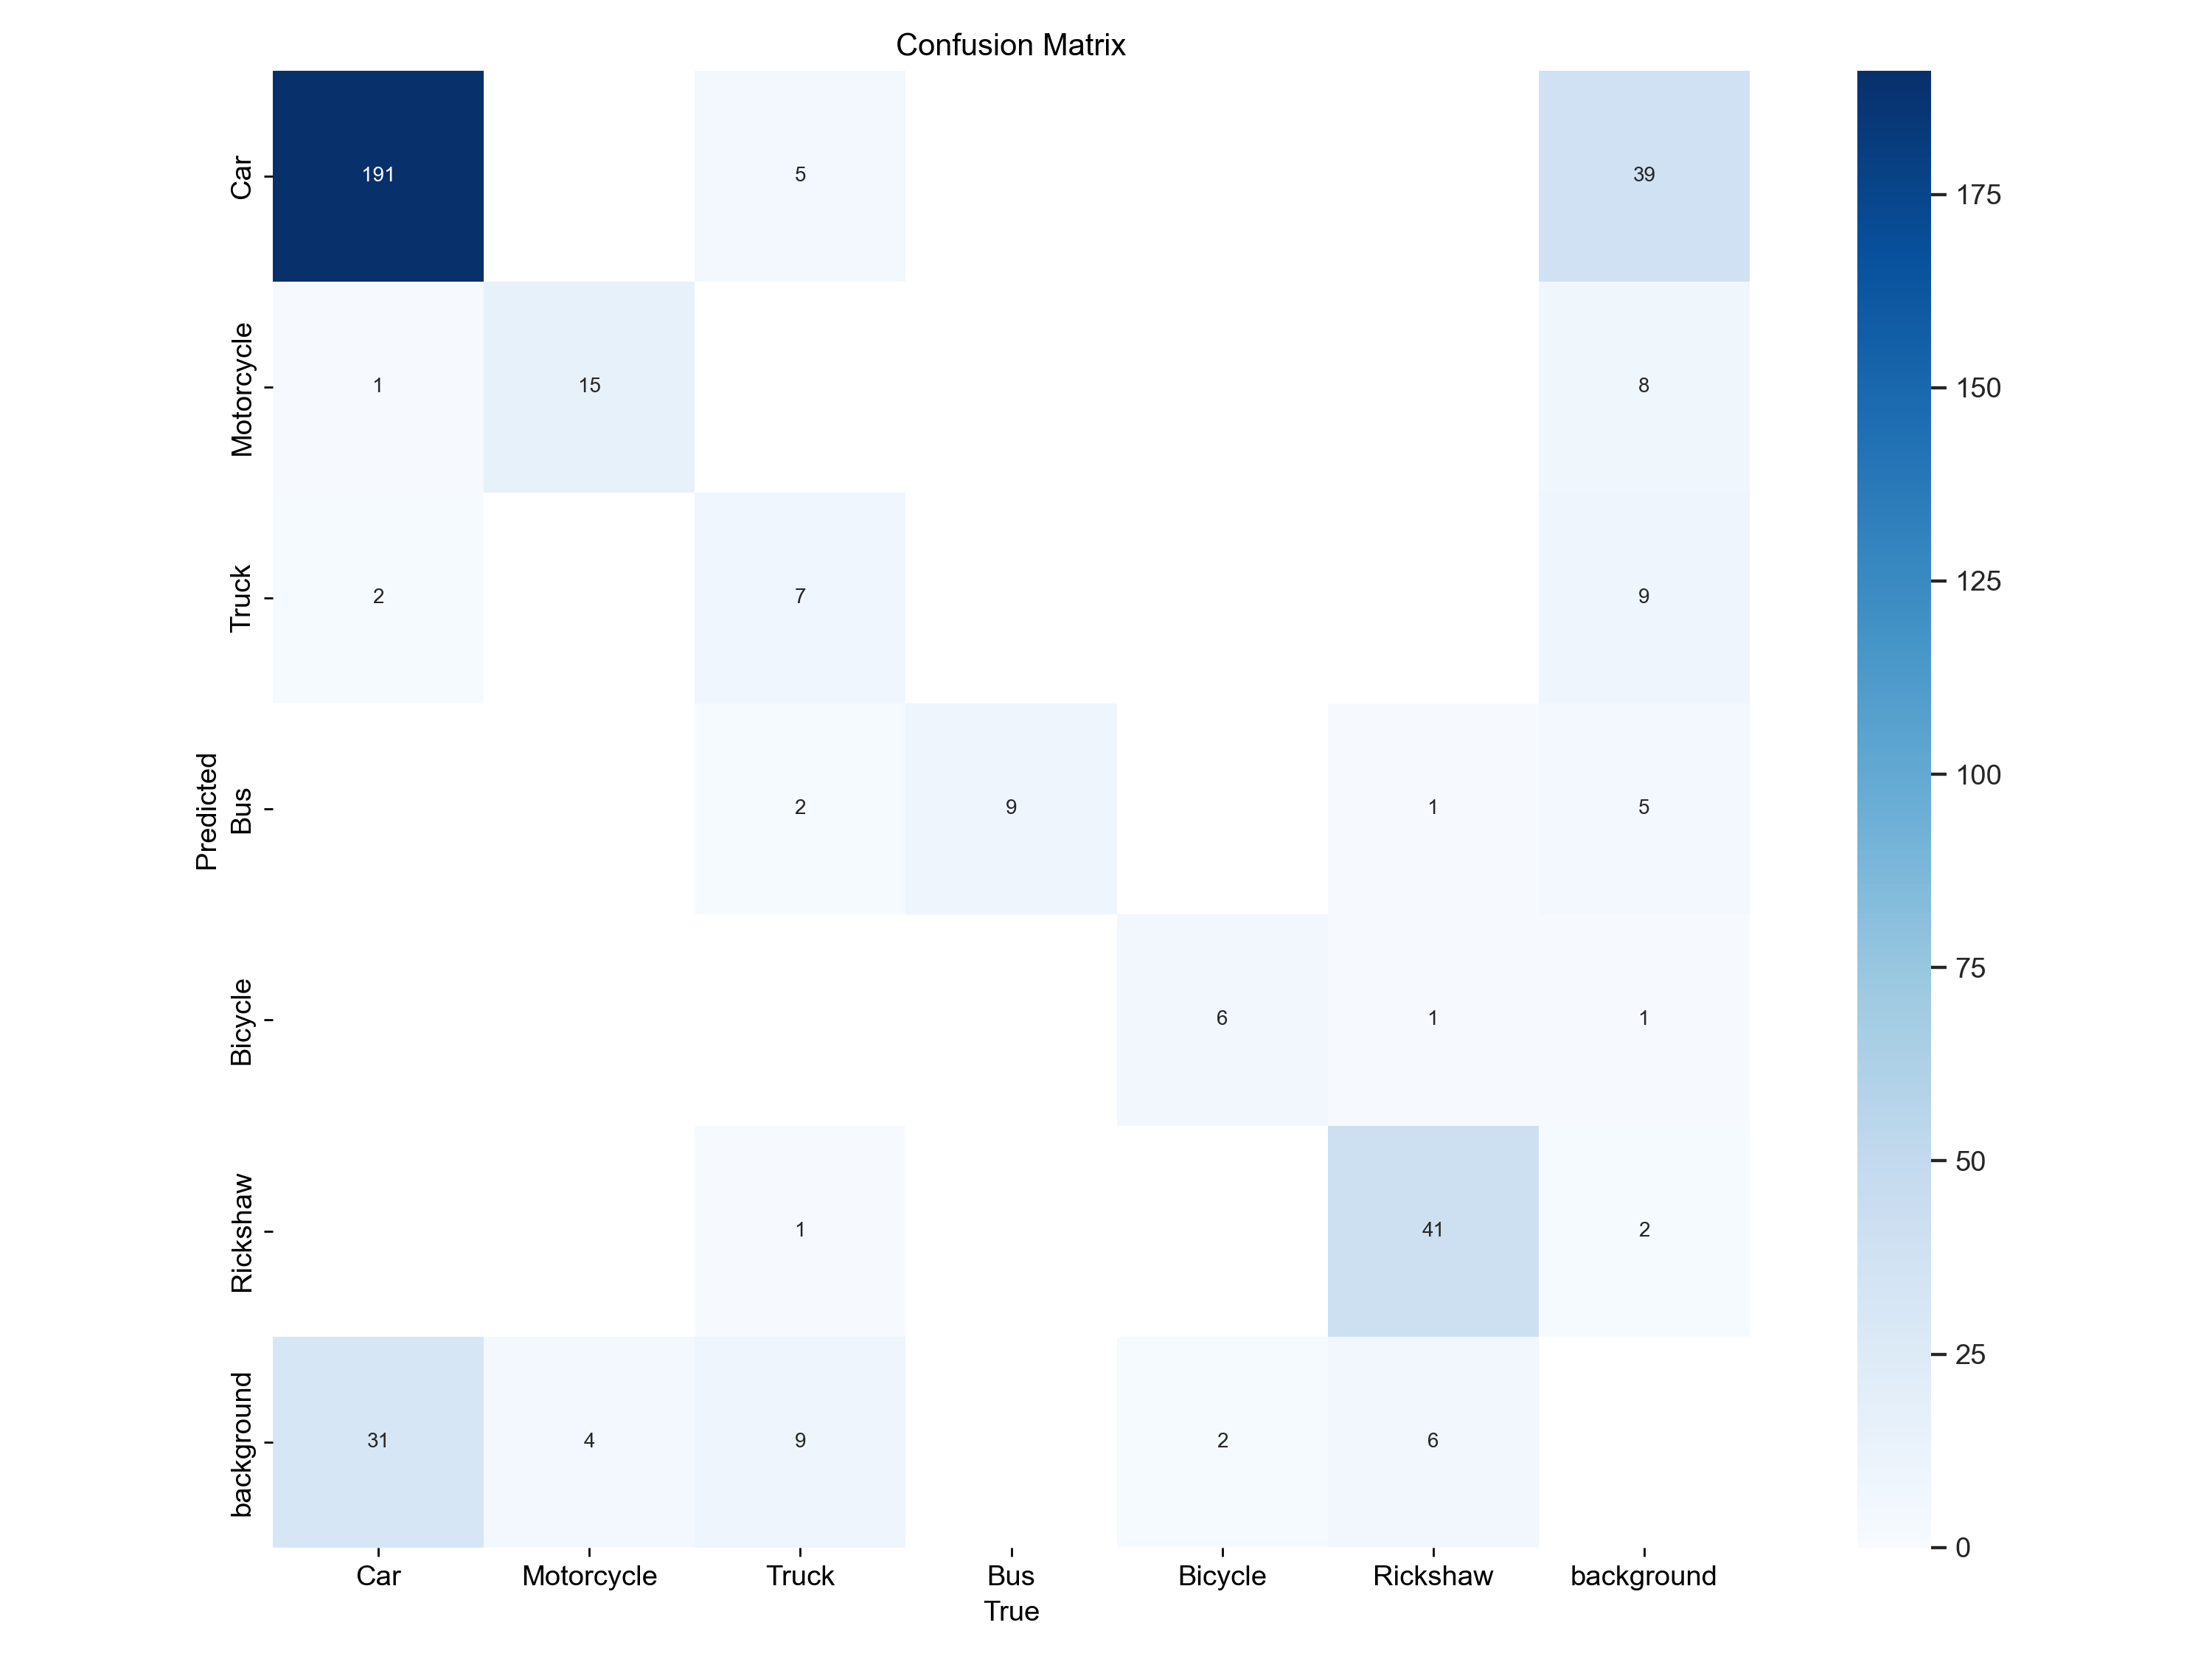 Confusion Matrix
Car 191 5 39
Motorcycle 1 15 8
Truck 2 7 9
Bus 2 9 1 5
Bicycle 6 1 1
Rickshaw 1 41 2
background 31 4 9 2 6
Predicted
Car Motorcycle Truck Bus Bicycle Rickshaw background
True
175
150
125
100
75
50
25
0